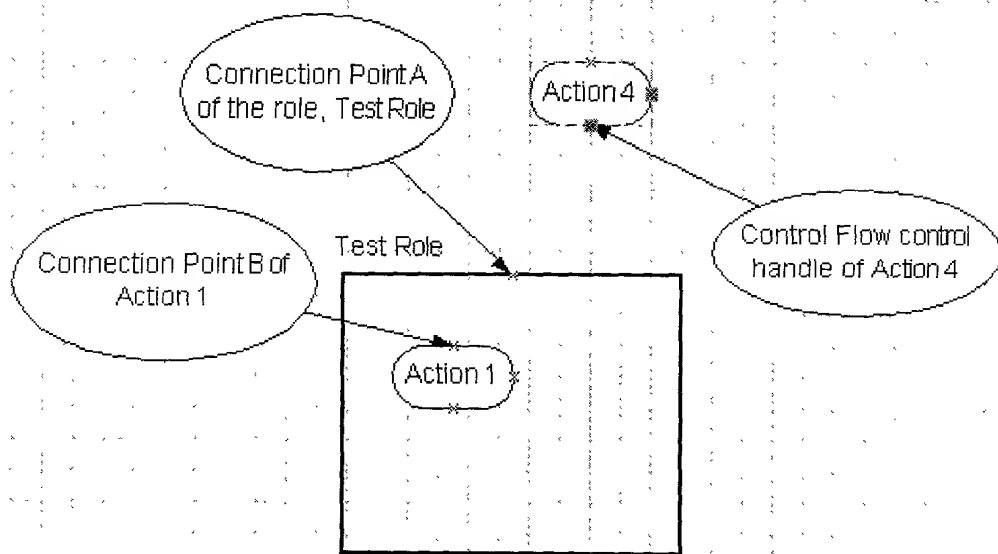 Connection Point A
of the role, Test Role
Action 4
Connection Point B of
Action 1
Test Role
Control Flow control
handle of Action 4
Action 1